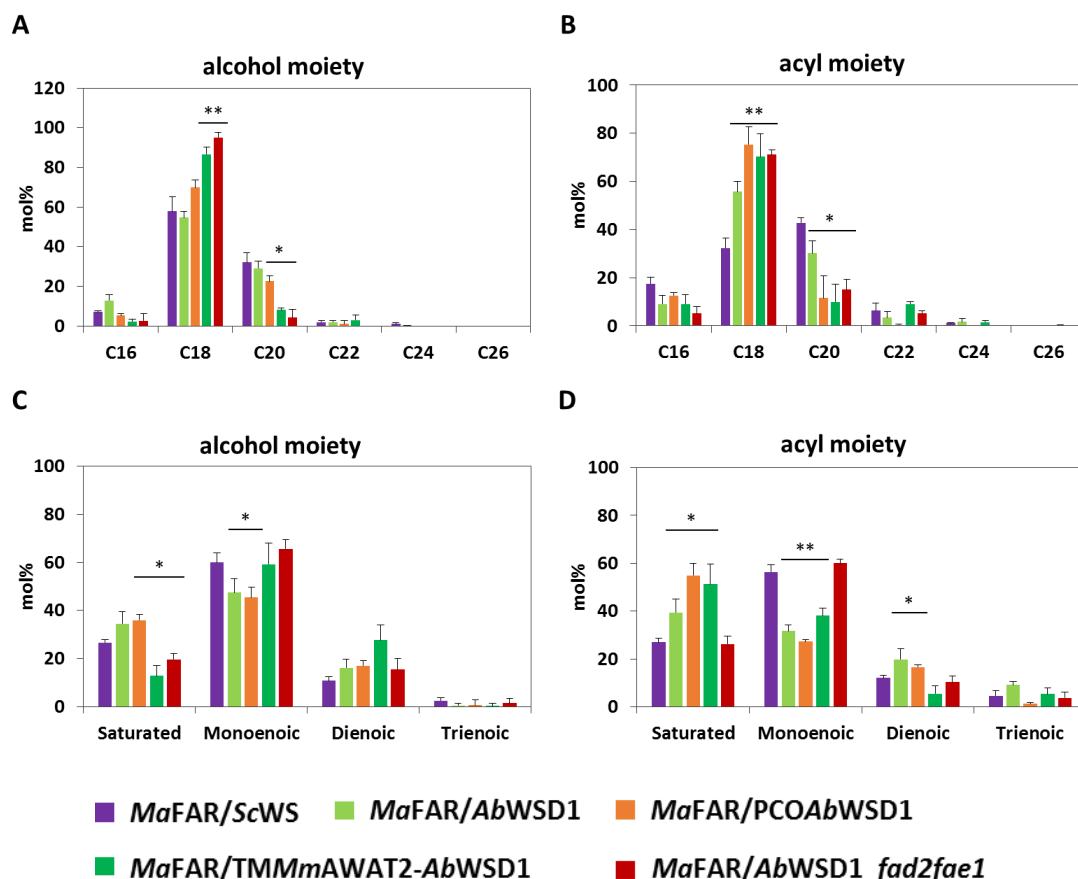 A
B
alcohol moiety
acyl moiety
mol%
120
100
80
60
40
20
0
**
*
C16
C18
C20
C22
C24
C26
mol%
100
80
60
40
20
0
**
*
C16
C18
C20
C22
C24
C26
C
D
alcohol moiety
acyl moiety
mol%
100
80
60
40
20
0
*
*
Saturated
Monoenoic
Dienoic
Trienoic
mol%
100
80
60
40
20
0
*
**
*
Saturated
Monoenoic
Dienoic
Trienoic
MaFAR/ScWS
MaFAR/AbWSD1
MaFAR/PCOAbWSD1
MaFAR/TMMmAWAT2-AbWSD1
MaFAR/AbWSD1 fad2fae1